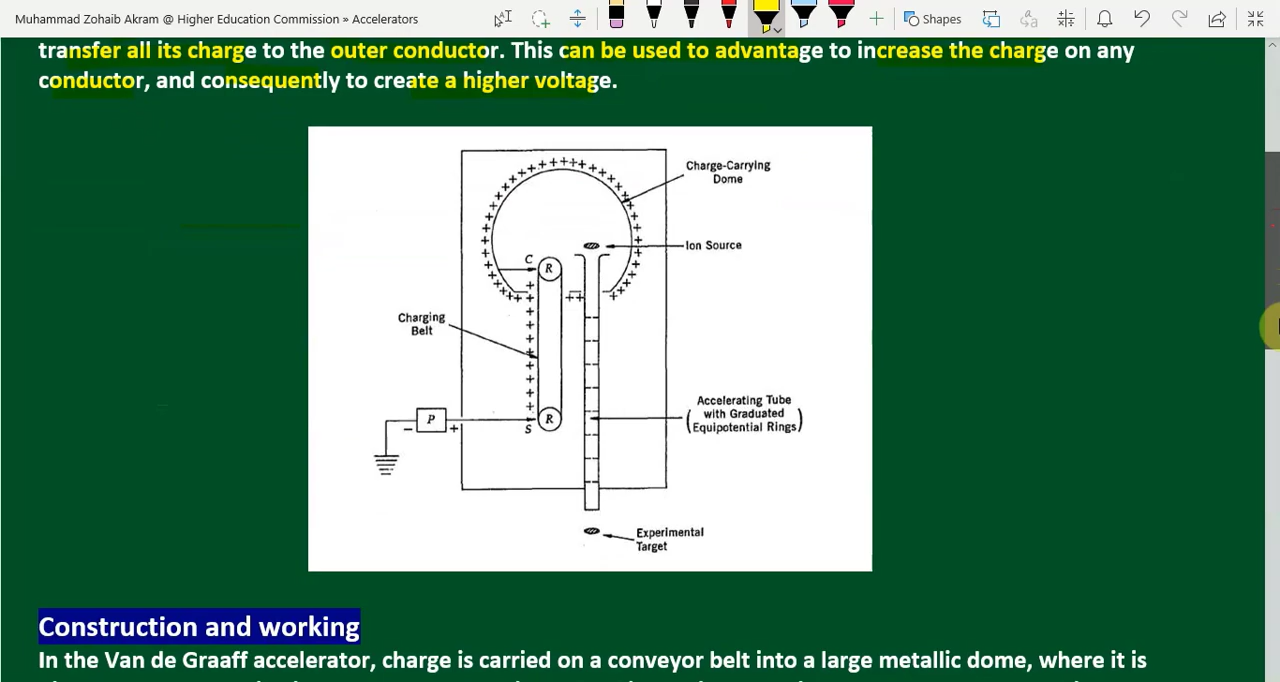 Muhammad Zohaib Akram @ Higher Education Commission » Accelerators
Shapes
transfer all its charge to the outer conductor. This can be used to advantage to increase the charge on any
conductor, and consequently to create a higher voltage.
Charge-Carrying
Dome
Ion Source
C
R
Charging
Belt
Accelerating Tube
with Graduated
(Equipotential Rings)
P
R
S
Experimental
Target
Construction and working
In the Van de Graaff accelerator, charge is carried on a conveyor belt into a large metallic dome, where it is